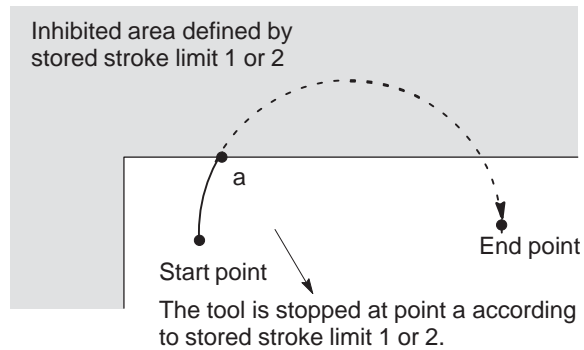 Inhibited area defined by
stored stroke limit 1 or 2
a
End point
Start point
The tool is stopped at point a according
to stored stroke limit 1 or 2.